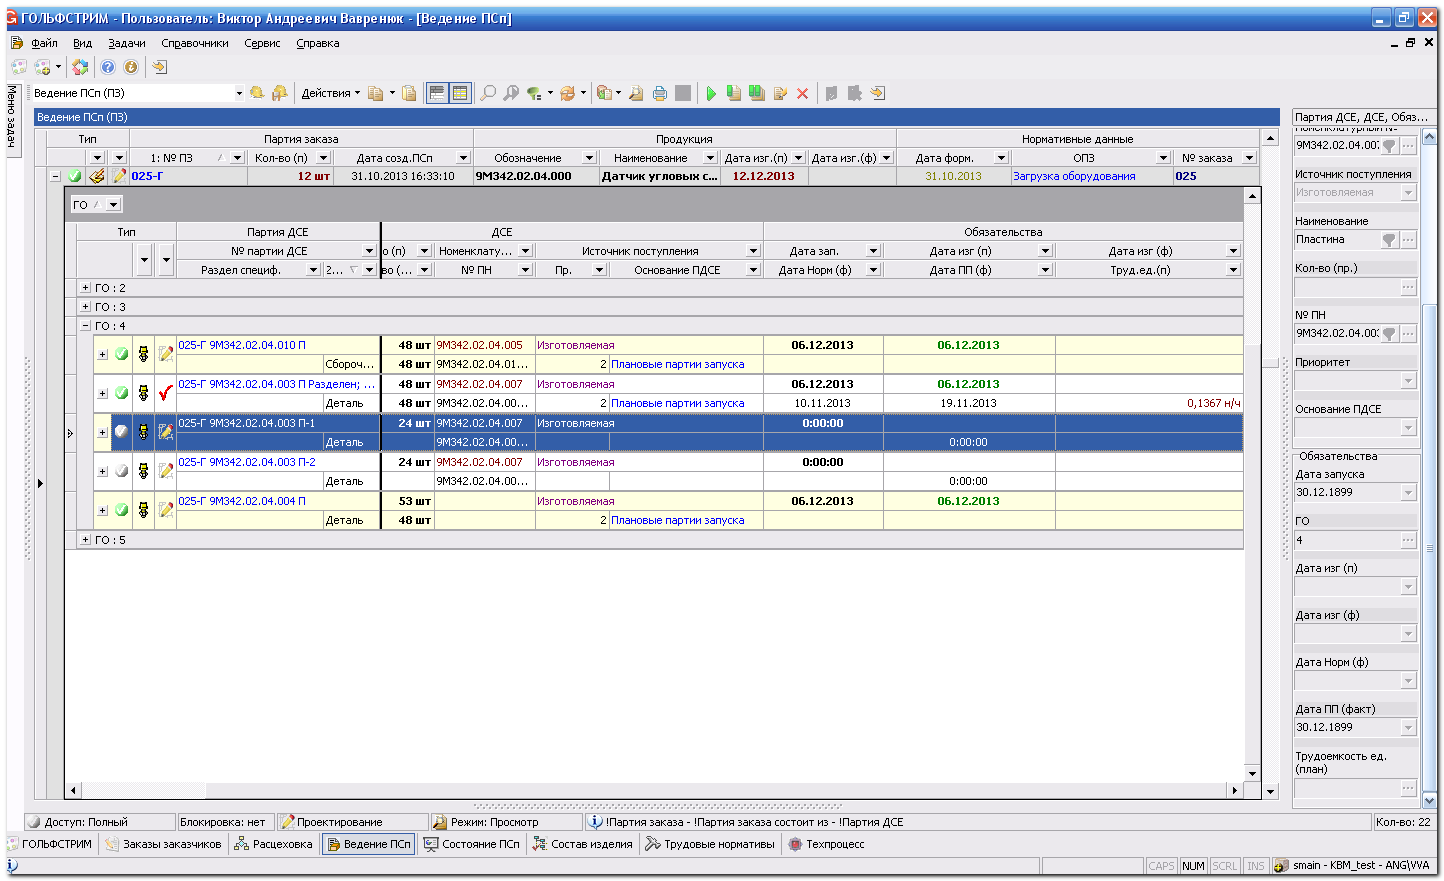 ГОЛЬФСТРИМ - Пользователь: Виктор Андреевич Вавренюк - [Ведение ПСп]
Файл Вид Задачи Справочники Сервис Справка
Меню задач
Ведение ПСп (ПЗ) Действия
Ведение ПСп (ПЗ)
Тип Партия заказа Продукция Нормативные данные
1: № ПЗ Кол-во (п) Дата созд.ПСп Обозначение Наименование Дата изг.(п) Дата изг.(ф) Дата форм. ОПЗ № заказа
025-Г 12 шт 31.10.2013 16:33:10 9М342.02.04.000 Датчик угловых с... 12.12.2013 31.10.2013 Загрузка оборудования 025
ГО
Тип Партия ДСЕ ДСЕ Обязательства
№ партии ДСЕ о (п) Номенклату... Источник поступления Дата зап. Дата изг (п) Дата изг (ф)
Раздел специф. 2... во (... № ПН Пр. Основание ПДСЕ Дата Норм (ф) Дата ПП (ф) Труд.ед.(п)
ГО : 2
ГО : 3
ГО : 4
025-Г 9М342.02.04.010 П 48 шт 9М342.02.04.005 Изготовляемая 06.12.2013 06.12.2013
Сбороч... 48 шт 9М342.02.04.01... 2 Плановые партии запуска
025-Г 9М342.02.04.003 П Разделен; ... 48 шт 9М342.02.04.007 Изготовляемая 06.12.2013 06.12.2013
Деталь 48 шт 9М342.02.04.00... 2 Плановые партии запуска 10.11.2013 19.11.2013 0,1367 н/ч
025-Г 9М342.02.04.003 П-1 24 шт 9М342.02.04.007 Изготовляемая 0:00:00
Деталь 9М342.02.04.00... 0:00:00
025-Г 9М342.02.04.003 П-2 24 шт 9М342.02.04.007 Изготовляемая 0:00:00
Деталь 9М342.02.04.00... 0:00:00
025-Г 9М342.02.04.004 П 53 шт Изготовляемая 06.12.2013 06.12.2013
Деталь 48 шт 2 Плановые партии запуска
ГО : 5
Партия ДСЕ, ДСЕ, Обяз...
Номенклатурный №
9М342.02.04.00
Источник поступления
Изготовляемая
Наименование
Пластина
Кол-во (пр.)
№ ПН
9М342.02.04.00
Приоритет
Основание ПДСЕ
Обязательства
Дата запуска
30.12.1899
ГО
4
Дата изг (п)
Дата изг (ф)
Дата Норм (ф)
Дата ПП (факт)
30.12.1899
Трудоемкость ед.
(план)
Доступ: Полный Блокировка: нет Проектирование Режим: Просмотр !Партия заказа - !Партия заказа состоит из - !Партия ДСЕ Кол-во: 22
ГОЛЬФСТРИМ Заказы заказчиков Расцеховка Ведение ПСп Состояние ПСп Состав изделия Трудовые нормативы Техпроцесс
CAPS NUM SCRL INS smain - KBM_test - ANG\VVA